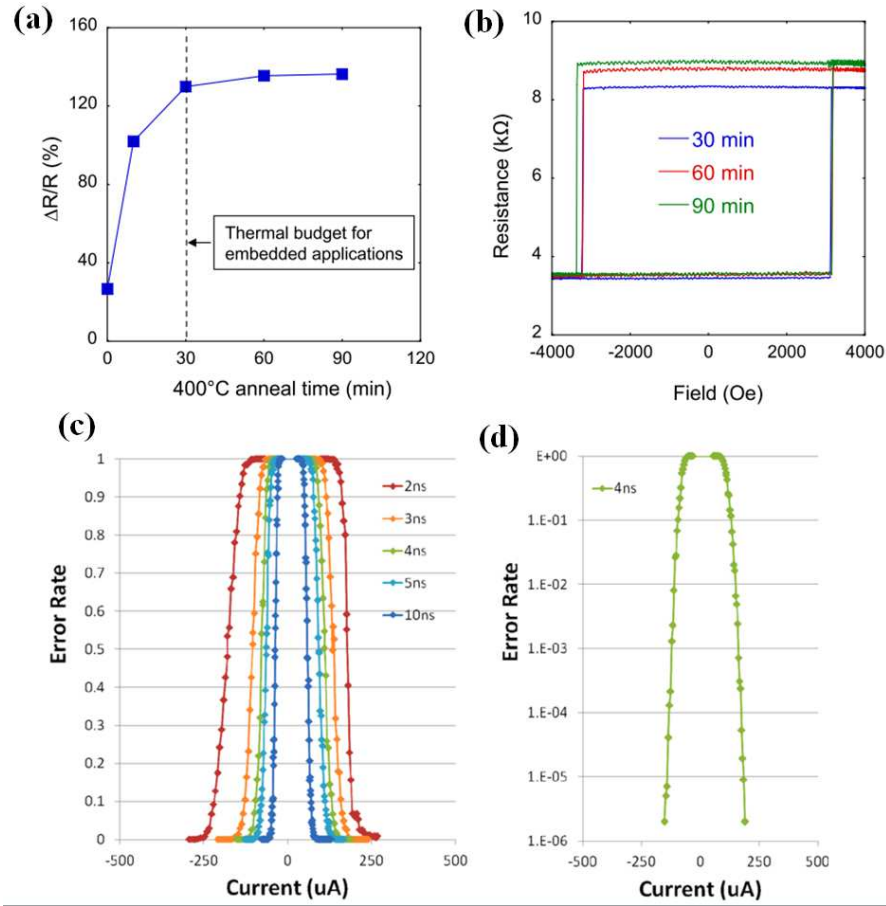 (a)
160
120
80
40
0
ΔR/R (%)
0 30 60 90 120
400°C anneal time (min)
Thermal budget for
embedded applications
(b)
10
8
6
4
2
Resistance (kΩ)
30 min
60 min
90 min
-4000 -2000 0 2000 4000
Field (Oe)
(c)
1
0.9
0.8
0.7
0.6
0.5
0.4
0.3
0.2
0.1
0
Error Rate
2ns
3ns
4ns
5ns
10ns
-500 -250 0 250 500
Current (uA)
(d)
E+00
1.E-01
1.E-02
1.E-03
1.E-04
1.E-05
1.E-06
Error Rate
4ns
-500 -250 0 250 500
Current (uA)